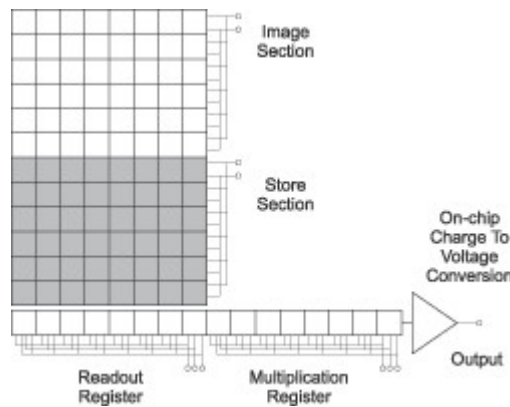 Image
Section
Store
Section
On-chip
Charge To
Voltage
Conversion
Output
Readout
Register
Multiplication
Register